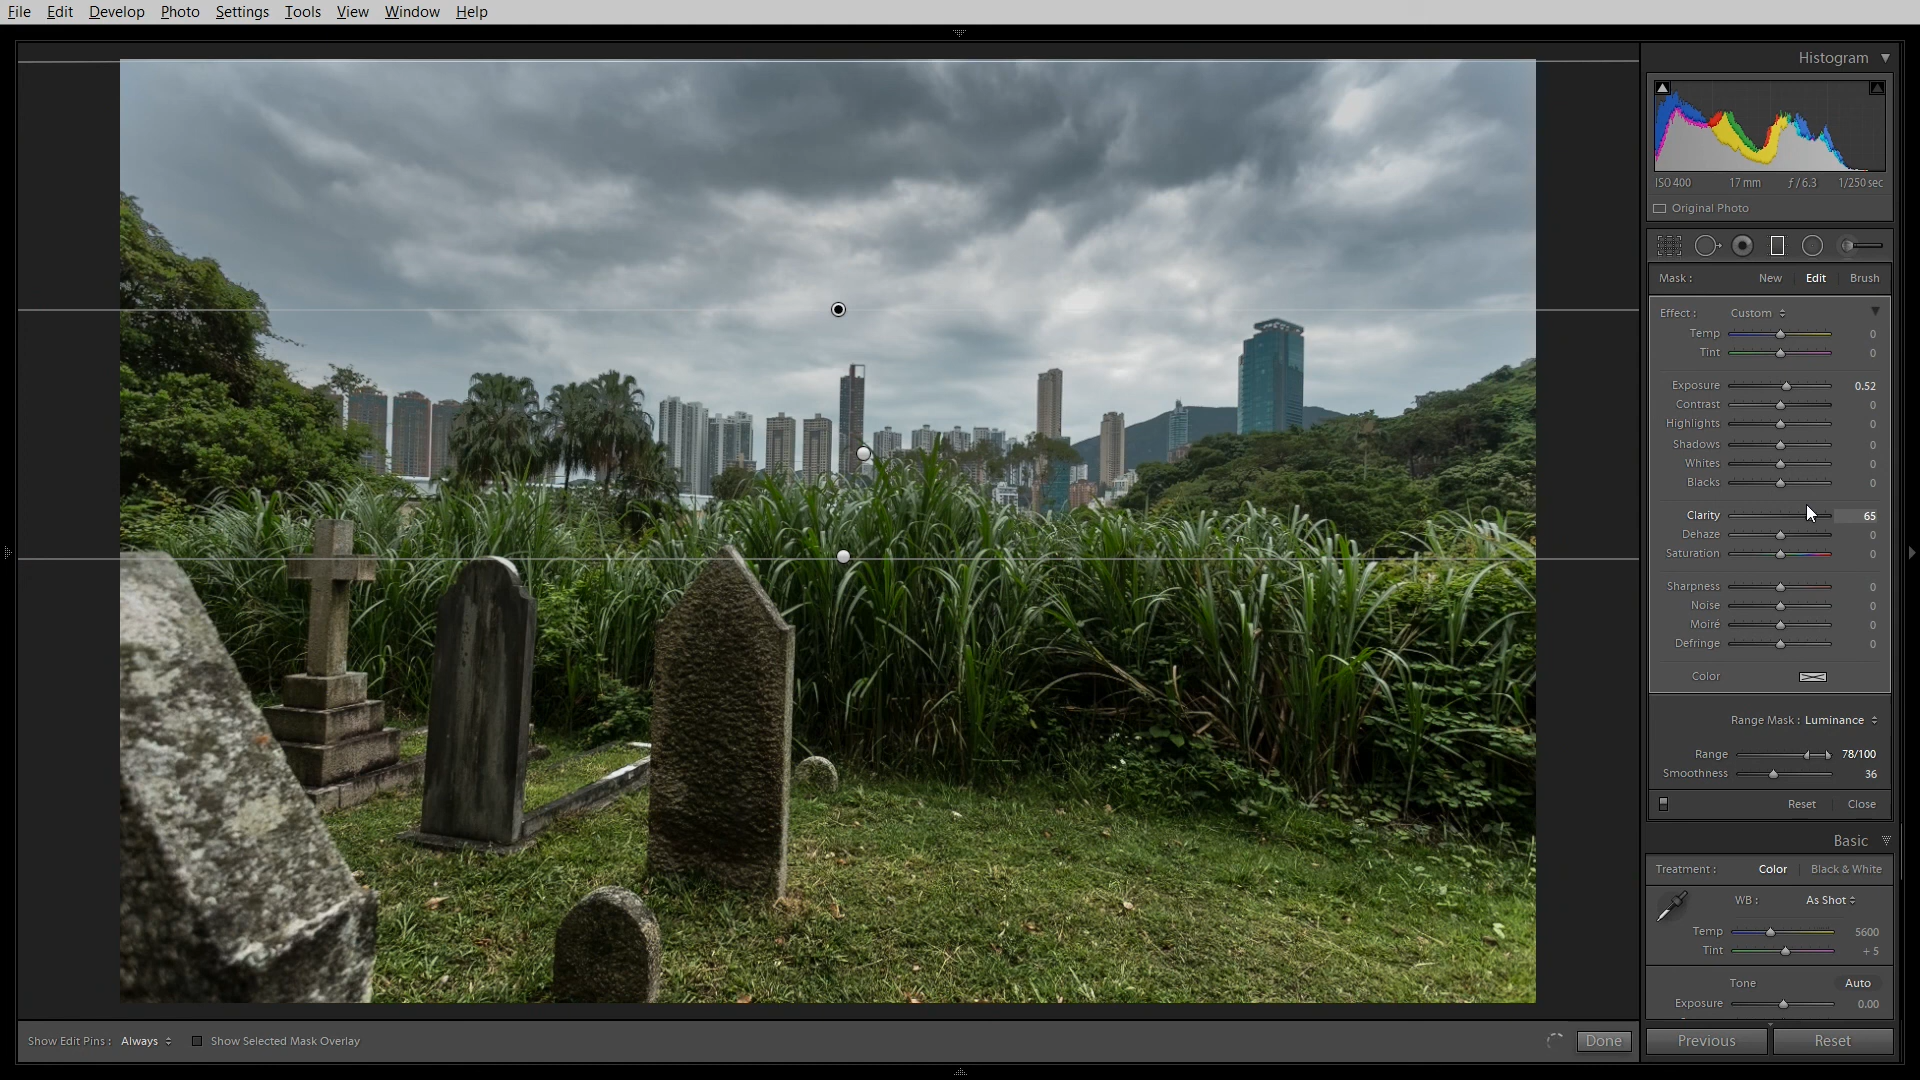 File Edit Develop Photo Settings Tools View Window Help
Histogram
ISO 400 17 mm ƒ / 6.3 1/250 sec
Original Photo
Mask : New Edit Brush
Effect : Custom
Temp 0
Tint 0
Exposure 0.52
Contrast 0
Highlights 0
Shadows 0
Whites 0
Blacks 0
Clarity 65
Dehaze 0
Saturation 0
Sharpness 0
Noise 0
Moiré 0
Defringe 0
Color
Range Mask : Luminance
Range 78/100
Smoothness 36
Reset Close
Basic
Treatment : Color Black & White
WB : As Shot
Temp 5600
Tint + 5
Tone Auto
Exposure 0.00
Show Edit Pins : Always Show Selected Mask Overlay Done Previous Reset